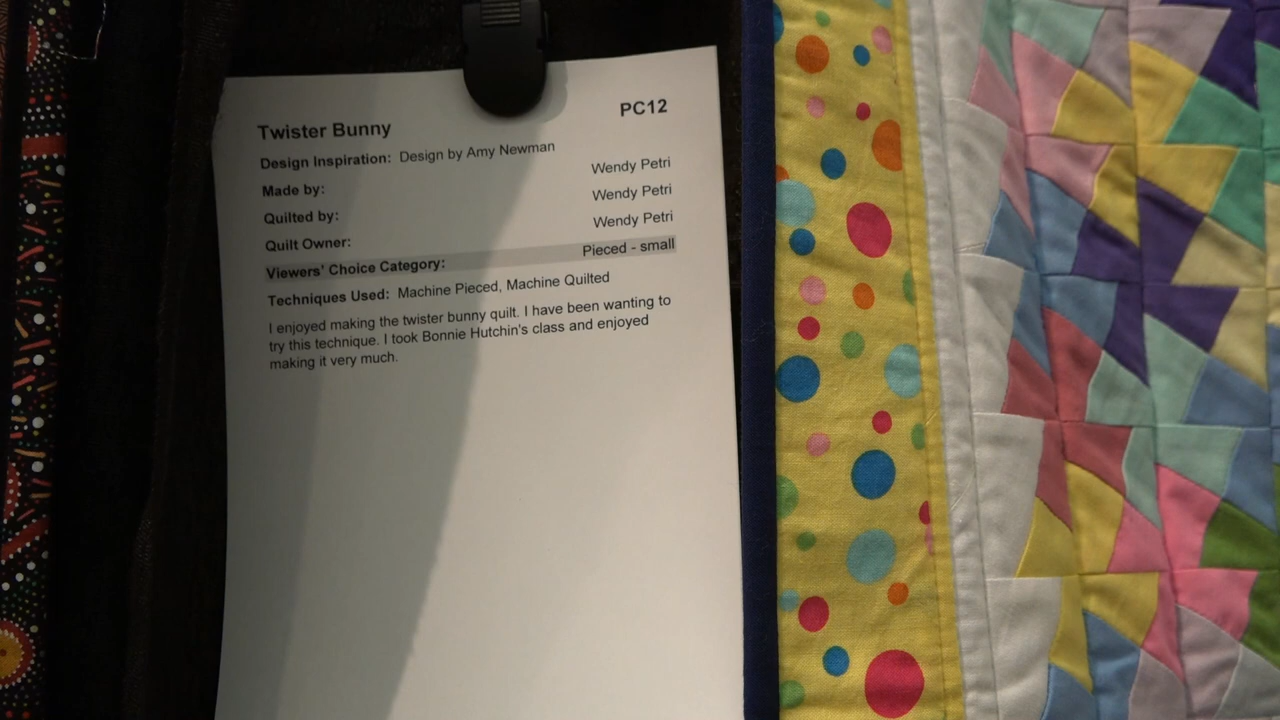 PC12
Twister Bunny
Design Inspiration: Design by Amy Newman
Made by: Wendy Petri
Quilted by: Wendy Petri
Quilt Owner: Wendy Petri
Viewers' Choice Category: Pieced - small
Techniques Used: Machine Pieced, Machine Quilted
I enjoyed making the twister bunny quilt. I have been wanting to
try this technique. I took Bonnie Hutchin's class and enjoyed
making it very much.